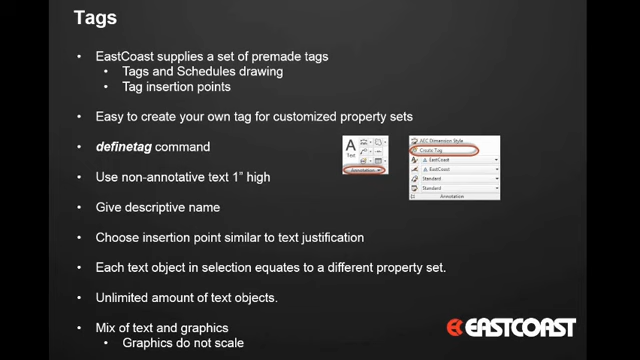 Tags
• EastCoast supplies a set of premade tags
• Tags and Schedules drawing
• Tag insertion points
• Easy to create your own tag for customized property sets
• definetag command
• Use non-annotative text 1” high
• Give descriptive name
• Choose insertion point similar to text justification
• Each text object in selection equates to a different property set.
• Unlimited amount of text objects.
• Mix of text and graphics
• Graphics do not scale
A
Text
Annotation
AEC Dimension Style
Create Tag
EastCoast
EastCoast
Standard
Standard
Annotation
EASTCOAST